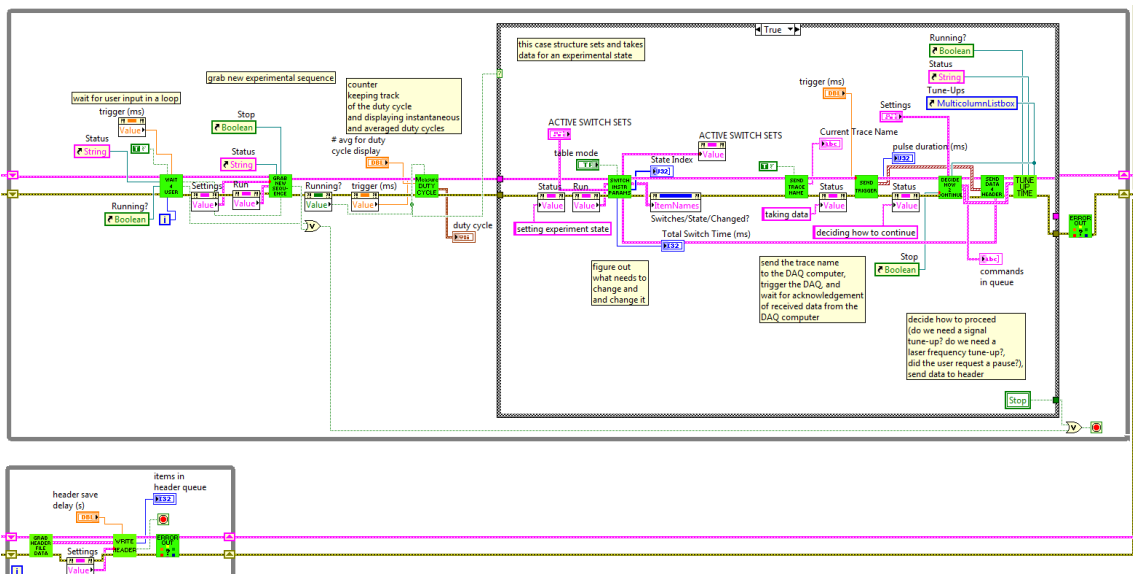 True
this case structure sets and takes
data for an experimental state
Running?
Boolean
Status
String
Tune-Ups
MulticolumnListbox
grab new experimental sequence
counter
keeping track
of the duty cycle
and displaying instantaneous
and averaged duty cycles
wait for user input in a loop
trigger (ms)
Value
Status
String
Stop
Boolean
Status
String
# avg for duty
cycle display
DBL
trigger (ms)
DBL
Settings
ACTIVE SWITCH SETS
ACTIVE SWITCH SETS
Value
Current Trace Name
abc
table mode
State Index
I32
pulse duration (ms)
U32
WAIT
4
USER
Settings
Value
Run
Value
GRAB
NEW
SEQU-
ENCE
Running?
Value
trigger (ms)
Value
DUTY
CYCLE
Status
Value
Run
Value
SWITCH
INSTR
PARAMS
ItemNames
SEND
TRACE
NAME
Status
Value
SEND
TRIGGER
Status
Value
DECIDE
HOW
2
CONTINUE
SEND
DATA
4
HEADER
TUNE
UP
TIME
ERROR
OUT
?
Running?
Boolean
i
duty cycle
setting experiment state
Switches/State/Changed?
Total Switch Time (ms)
I32
taking data
deciding how to continue
Stop
Boolean
abc
commands
in queue
figure out
what needs to
change and
and change it
send the trace name
to the DAQ computer,
trigger the DAQ, and
wait for acknowledgement
of received data from the
DAQ computer
decide how to proceed
(do we need a signal
tune-up? do we need a
laser frequency tune-up?,
did the user request a pause?),
send data to header
Stop
items in
header queue
I32
header save
delay (s)
DBL
GRAB
HEADER
FILE
DATA
Settings
Value
WRITE
HEADER
ERROR
OUT
?
i